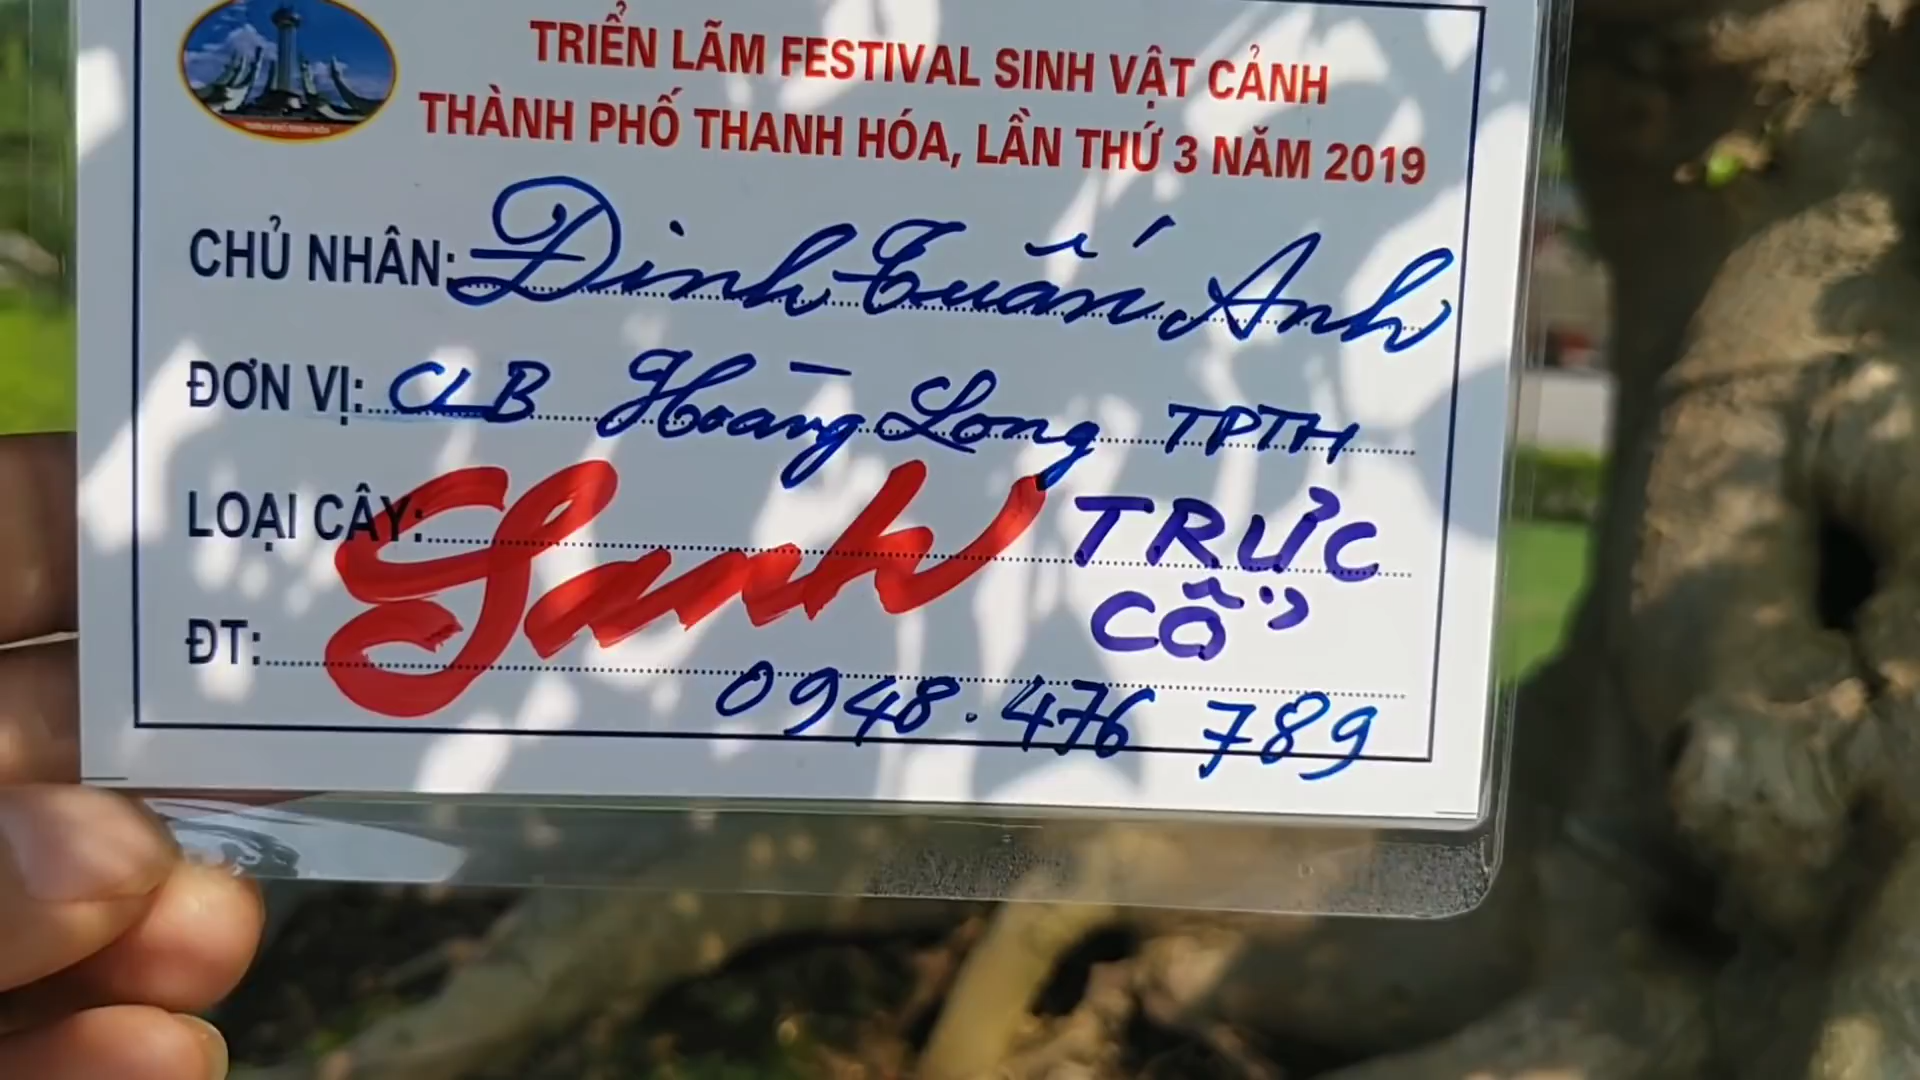 TRIỂN LÃM FESTIVAL SINH VẬT CẢNH
THÀNH PHỐ THANH HÓA, LẦN THỨ 3 NĂM 2019
CHỦ NHÂN: Đinh Tuấn Anh
ĐƠN VỊ: CLB Hoàng Long TPTH
LOẠI CÂY: Sanh TRỰC
CỔ
ĐT: 0948.476 789